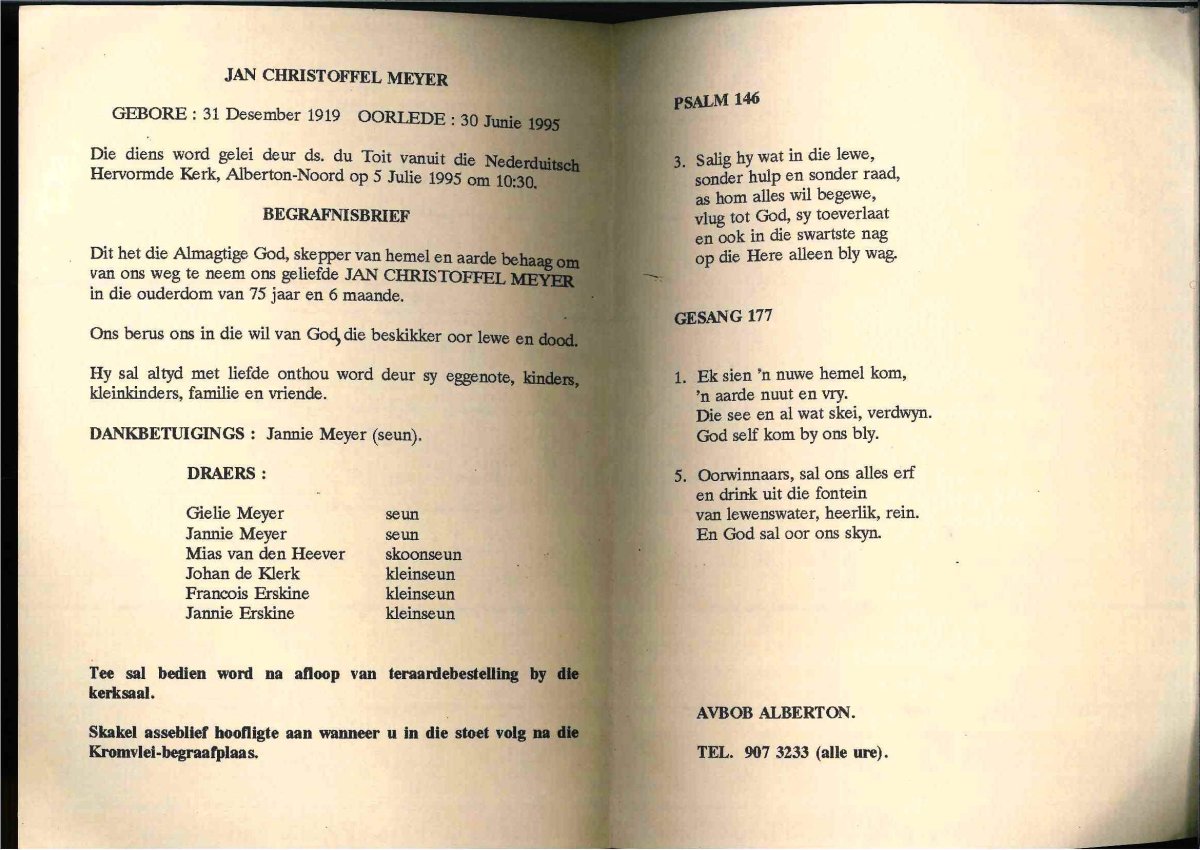 JAN CHRISTOFFEL MEYER
GEBORE : 31 Desember 1919 OORLEDE : 30 Junie 1995
Die diens word gelei deur ds. du Toit vanuit die Nederduitsch
Hervormde Kerk, Alberton-Noord op 5 Julie 1995 om 10:30.
BEGRAFNISBRIEF
Dit het die Almagtige God, skepper van hemel en aarde behaag om
van ons weg te neem ons geliefde JAN CHRISTOFFEL MEYER
in die ouderdom van 75 jaar en 6 maande.
Ons berus ons in die wil van God, die beskikker oor lewe en dood.
Hy sal altyd met liefde onthou word deur sy eggenote, kinders,
kleinkinders, familie en vriende.
DANKBETUIGINGS : Jannie Meyer (seun).
DRAERS :
Gielie Meyer seun
Jannie Meyer seun
Mias van den Heever skoonseun
Johan de Klerk kleinseun
Francois Erskine kleinseun
Jannie Erskine kleinseun
Tee sal bedien word na afloop van teraardebestelling by die
kerksaal.
Skakel asseblief hoofligte aan wanneer u in die stoet volg na die
Kromvlei-begraafplaas.
PSALM 146
3. Salig hy wat in die lewe,
sonder hulp en sonder raad,
as hom alles wil begewe,
vlug tot God, sy toeverlaat
en ook in die swartste nag
op die Here alleen bly wag.
GESANG 177
1. Ek sien 'n nuwe hemel kom,
'n aarde nuut en vry.
Die see en al wat skei, verdwyn.
God self kom by ons bly.
5. Oorwinnaars, sal ons alles erf
en drink uit die fontein
van lewenswater, heerlik, rein.
En God sal oor ons skyn.
AVBOB ALBERTON.
TEL. 907 3233 (alle ure).